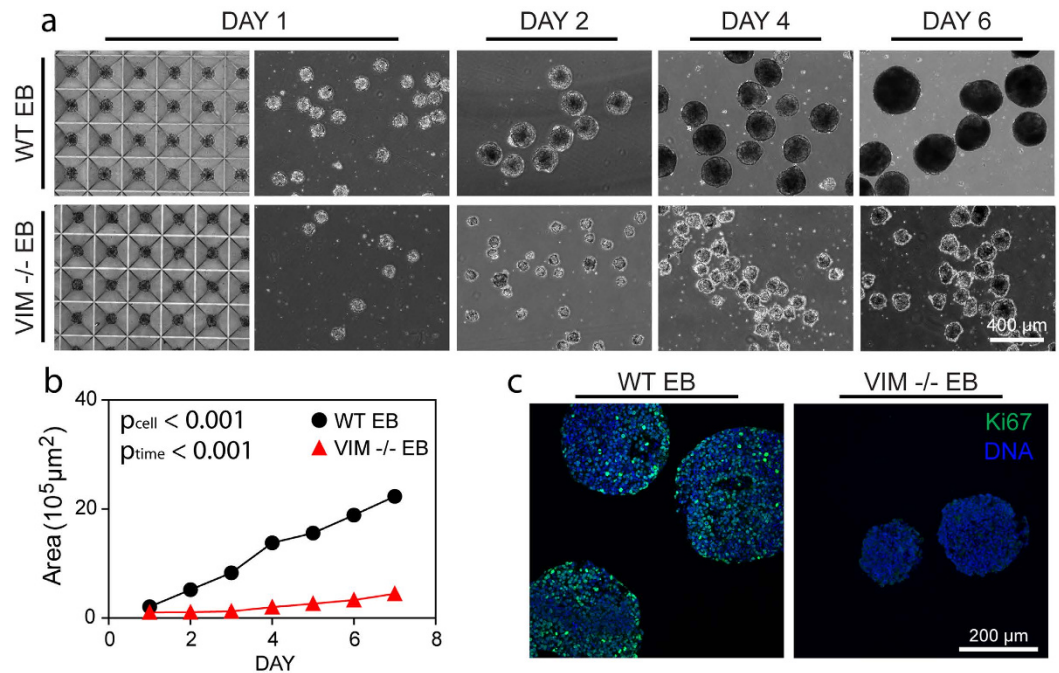 a
DAY 1
DAY 2
DAY 4
DAY 6
WT EB
VIM -/- EB
400 µm
b
40
20
0
Area (10⁵µm²)
pcell < 0.001
ptime < 0.001
WT EB
VIM -/- EB
0
2
4
6
8
DAY
c
WT EB
VIM -/- EB
Ki67
DNA
200 µm